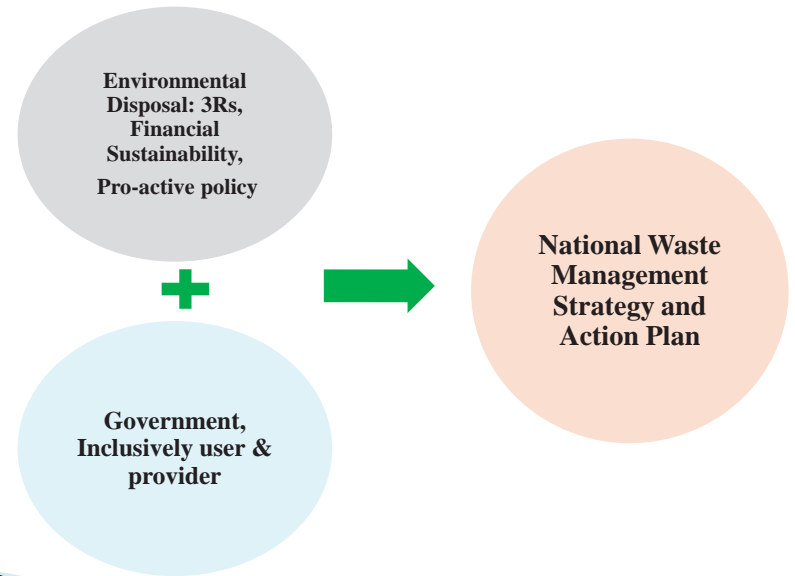 Environmental
Disposal: 3Rs,
Financial
Sustainability,
Pro-active policy
Government,
Inclusively user &
provider
National Waste
Management
Strategy and
Action Plan